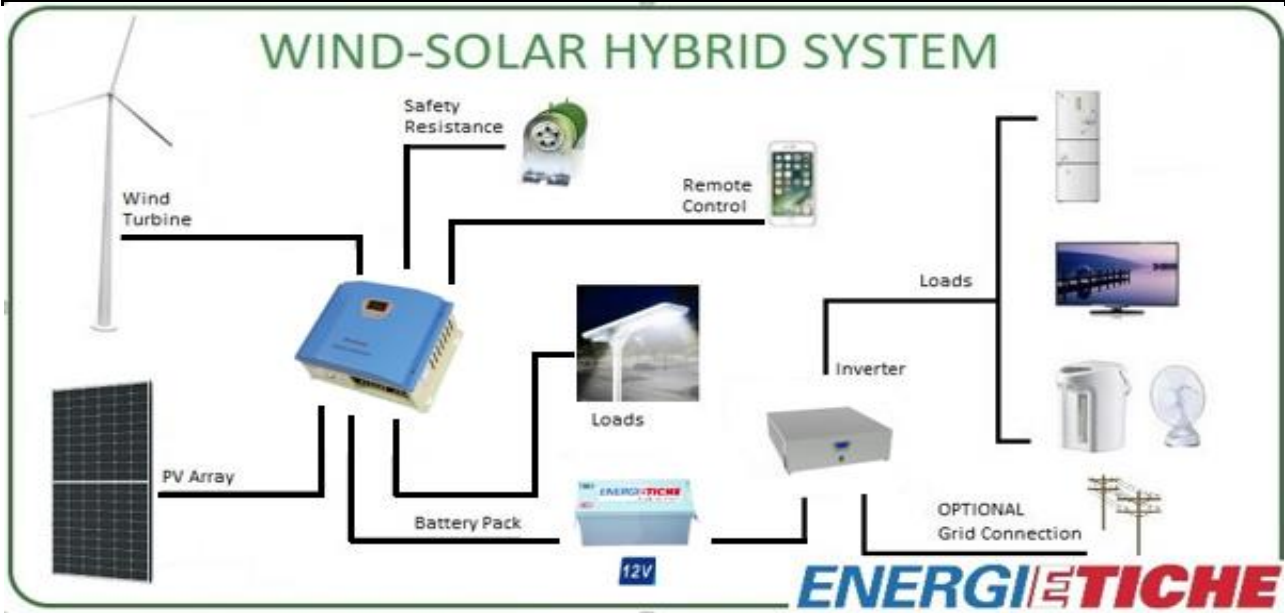 WIND-SOLAR HYBRID SYSTEM
Safety
Resistance
Remote
Control
Wind
Turbine
Loads
Inverter
Loads
PV Array
Battery Pack
ENERGIETICHE
12V
OPTIONAL
Grid Connection
ENERGIETICHE